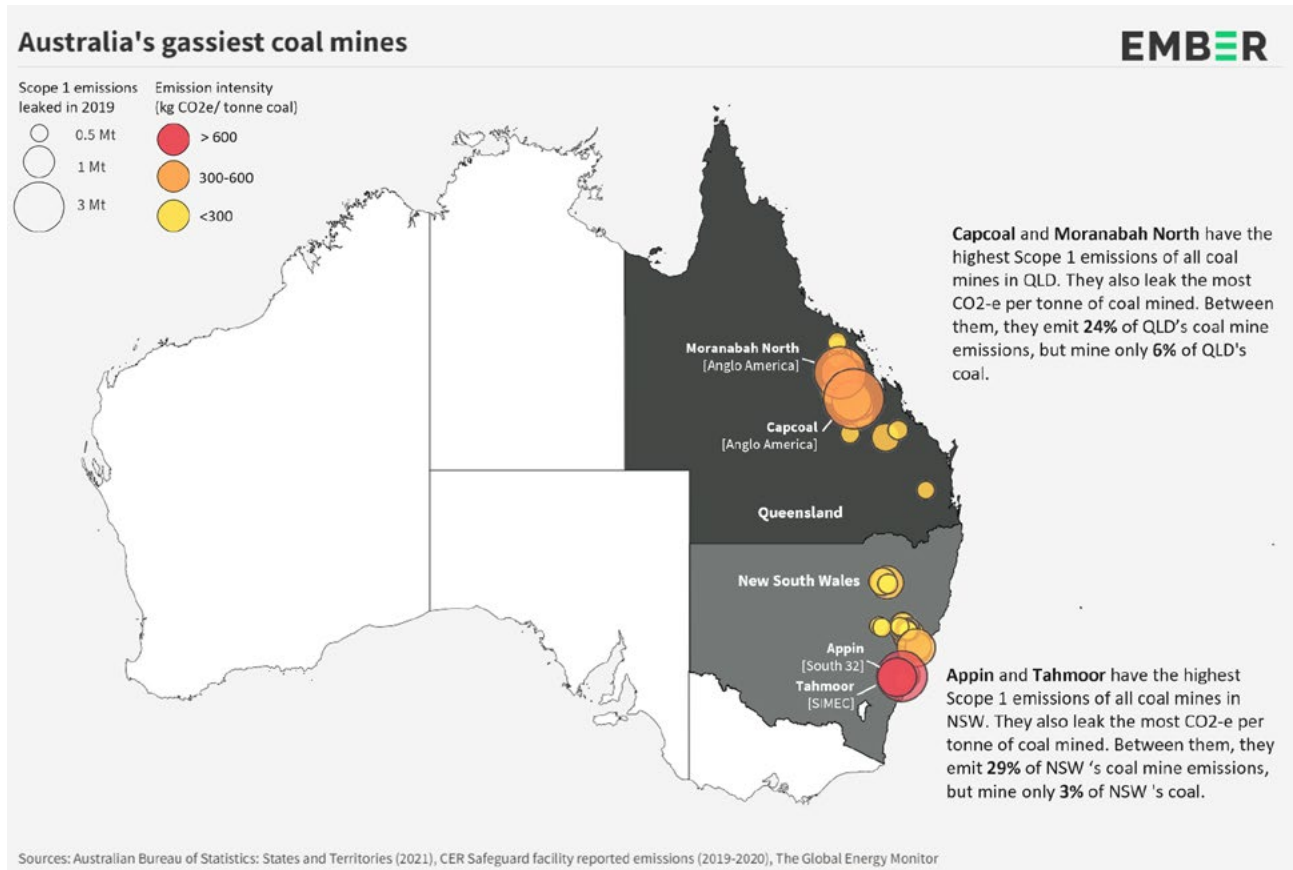 Australia's gassiest coal mines
EMBER
Scope 1 emissions
leaked in 2019
0.5 Mt
1 Mt
3 Mt
Emission intensity
(kg CO2e/ tonne coal)
> 600
300-600
<300
Capcoal and Moranabah North have the
highest Scope 1 emissions of all coal
mines in QLD. They also leak the most
CO2-e per tonne of coal mined. Between
them, they emit 24% of QLD's coal mine
emissions, but mine only 6% of QLD's
coal.
Moranabah North
[Anglo America]
Capcoal
[Anglo America]
Queensland
New South Wales
Appin
[South 32]
Tahmoor
[SIMEC]
Appin and Tahmoor have the highest
Scope 1 emissions of all coal mines in
NSW. They also leak the most CO2-e per
tonne of coal mined. Between them, they
emit 29% of NSW ‘s coal mine emissions,
but mine only 3% of NSW 's coal.
Sources: Australian Bureau of Statistics: States and Territories (2021), CER Safeguard facility reported emissions (2019-2020), The Global Energy Monitor